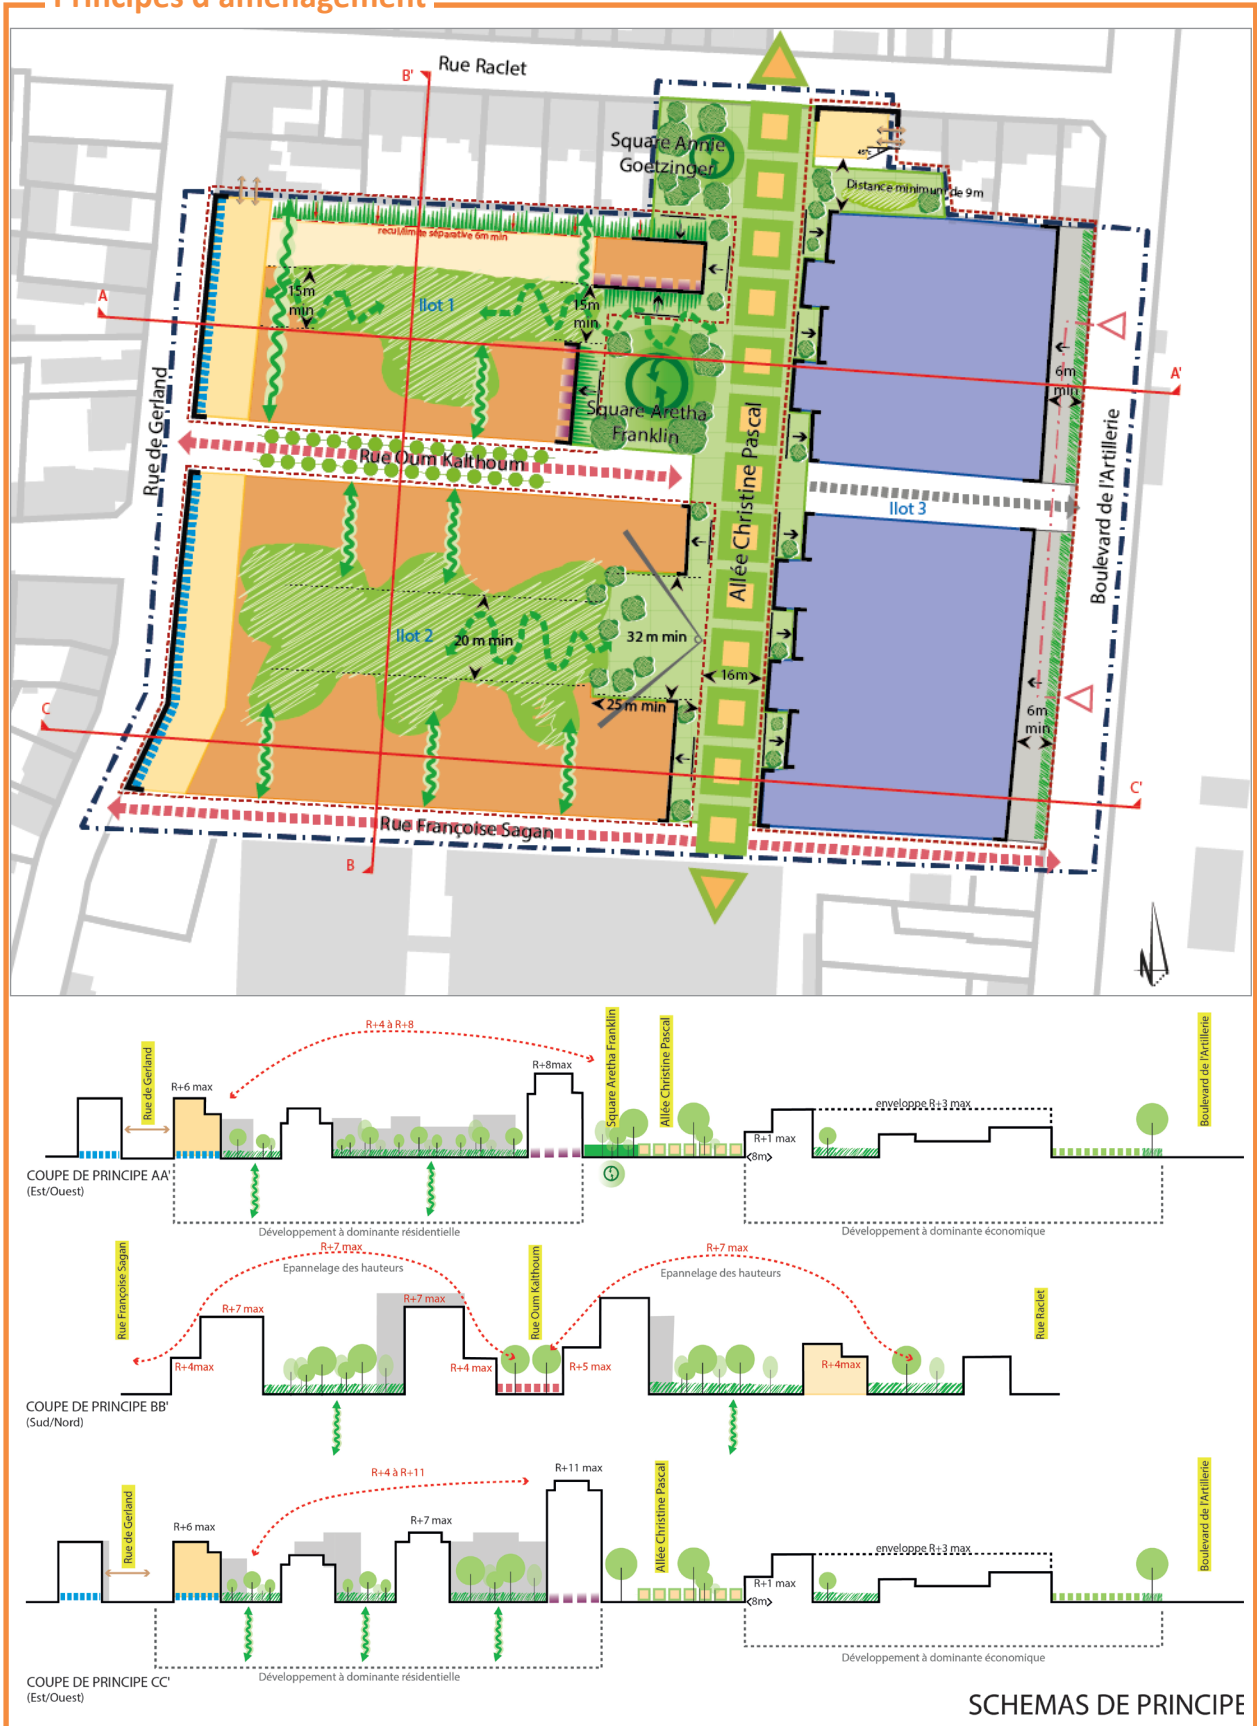 Principes d'aménagement
B'
Rue Raclet
Square Annie
Goetzinger
45°
Distance minimum de 9m
recul/limite séparative 6m min
15m
min
Ilot 1
15m
min
A
6m
min
A'
Rue de Gerland
Square Aretha
Franklin
Rue Oum Kalthoum
Allée Christine Pascal
Ilot 3
Boulevard de l'Artillerie
Ilot 2
20 m min
32 m min
16m
25 m min
6m
min
C
C'
Rue Françoise Sagan
B
R+4 à R+8
Rue de Gerland
R+6 max
R+8max
Square Aretha Franklin
Allée Christine Pascal
enveloppe R+3 max
R+1 max
8m
Boulevard de l'Artillerie
COUPE DE PRINCIPE AA'
(Est/Ouest)
Développement à dominante résidentielle
Développement à dominante économique
Rue Françoise Sagan
R+7 max
Epannelage des hauteurs
R+7 max
R+7 max
R+4max
R+4 max
Rue Oum Kalthoum
R+7 max
Epannelage des hauteurs
R+5 max
R+4max
Rue Raclet
COUPE DE PRINCIPE BB'
(Sud/Nord)
R+4 à R+11
R+11 max
Rue de Gerland
R+6 max
R+7 max
Allée Christine Pascal
enveloppe R+3 max
R+1 max
8m
Boulevard de l'Artillerie
COUPE DE PRINCIPE CC'
(Est/Ouest)
Développement à dominante résidentielle
Développement à dominante économique
SCHEMAS DE PRINCIPE